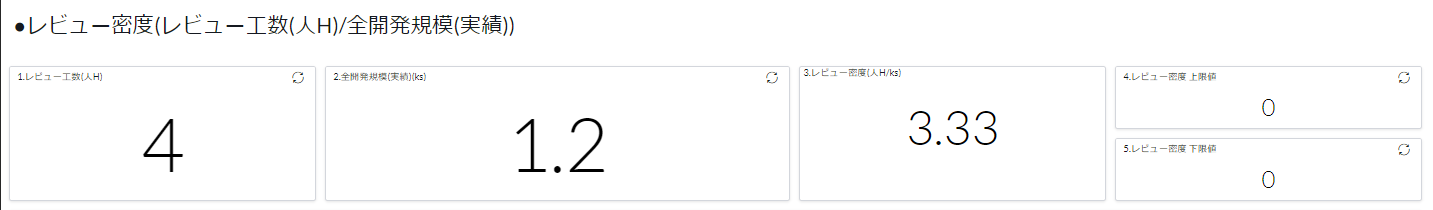 ●レビュー密度(レビュー工数(人H)/全開発規模(実績))
1.レビュー工数(人H)
4
2.全開発規模(実績)(ks)
1.2
3.レビュー密度(人H/ks)
3.33
4.レビュー密度 上限値
0
5.レビュー密度 下限値
0